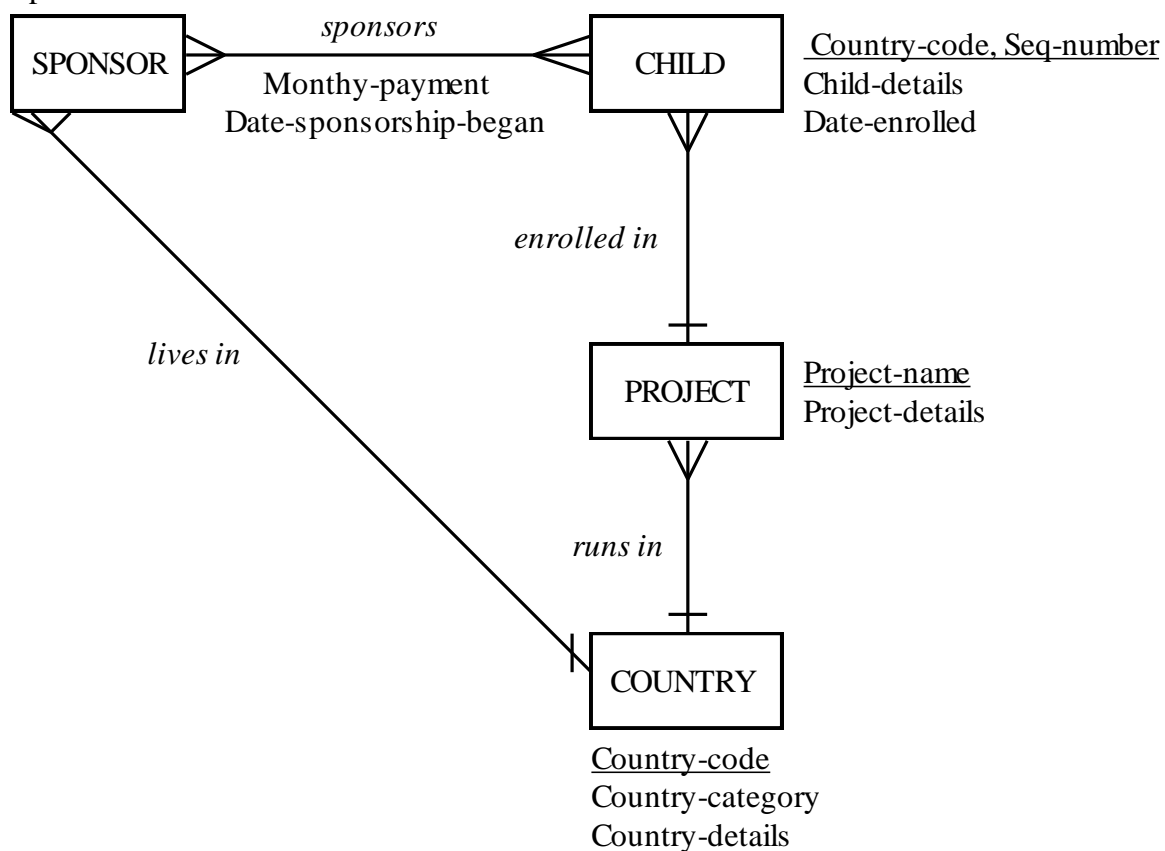 sponsors
SPONSOR
CHILD
Country-code, Seq-number
Child-details
Date-enrolled
Monthy-payment
Date-sponsorship-began
enrolled in
lives in
PROJECT
Project-name
Project-details
runs in
COUNTRY
Country-code
Country-category
Country-details